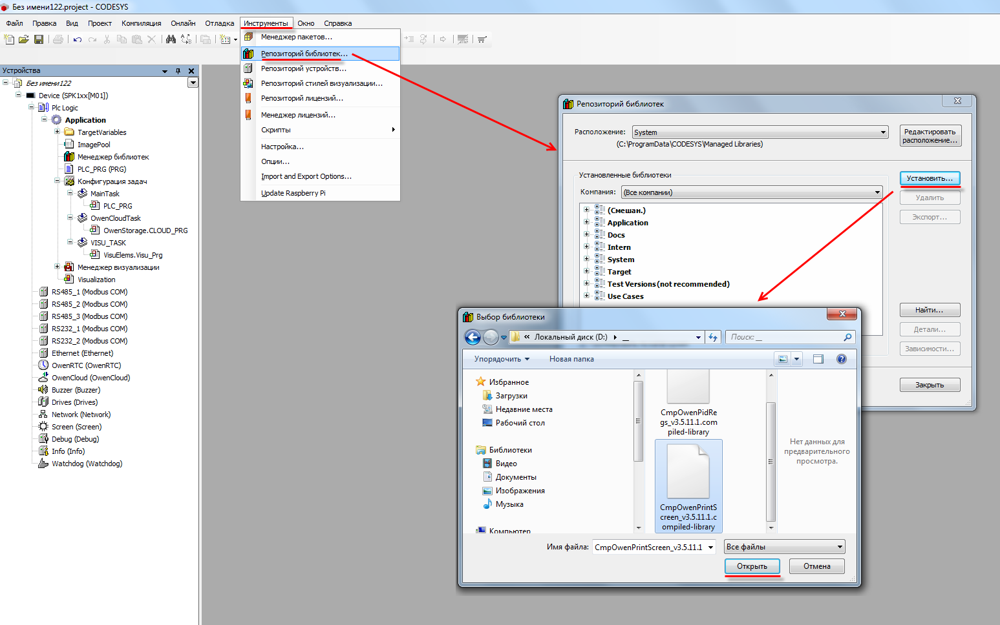 Без имени122.project - CODESYS
Файл Правка Вид Проект Компиляция Онлайн Отладка Инструменты Окно Справка
Менеджер пакетов...
Репозиторий библиотек...
Репозиторий устройств...
Репозиторий стилей визуализации...
Репозиторий лицензий...
Менеджер лицензий...
Скрипты
Настройка...
Опции...
Import and Export Options...
Update Raspberry Pi
Устройства
Без имени122
Device (SPK1xx[M01])
Plc Logic
Application
TargetVariables
ImagePool
Менеджер библиотек
PLC_PRG (PRG)
Конфигурация задач
MainTask
PLC_PRG
OwenCloudTask
OwenStorage.CLOUD_PRG
VISU_TASK
VisuElems.Visu_Prg
Менеджер визуализации
Visualization
RS485_1 (Modbus COM)
RS485_2 (Modbus COM)
RS485_3 (Modbus COM)
RS232_1 (Modbus COM)
RS232_2 (Modbus COM)
Ethernet (Ethernet)
OwenRTC (OwenRTC)
OwenCloud (OwenCloud)
Buzzer (Buzzer)
Drives (Drives)
Network (Network)
Screen (Screen)
Debug (Debug)
Info (Info)
Watchdog (Watchdog)
Репозиторий библиотек
Расположение: System
(C:\ProgramData\CODESYS\Managed Libraries)
Редактировать
расположение...
Установленные библиотеки
Компания: (Все компании)
(Смешан.)
Application
Docs
Intern
System
Target
Test Versions(not recommended)
Use Cases
Установить...
Удалить
Экспорт...
Найти...
Детали...
Зависимости...
Закрыть
Выбор библиотеки
« Локальный диск (D:) __
Поиск: __
Упорядочить Новая папка
Избранное
Загрузки
Недавние места
Рабочий стол
Библиотеки
Видео
Документы
Изображения
Музыка
Компьютер
CmpOwenPidRe
gs_v3.5.11.1.com
piled-library
CmpOwenPrintS
creen_v3.5.11.1.c
ompiled-library
Нет данных для
предварительного
просмотра.
Имя файла: CmpOwenPrintScreen_v3.5.11.1
Все файлы
Открыть Отмена